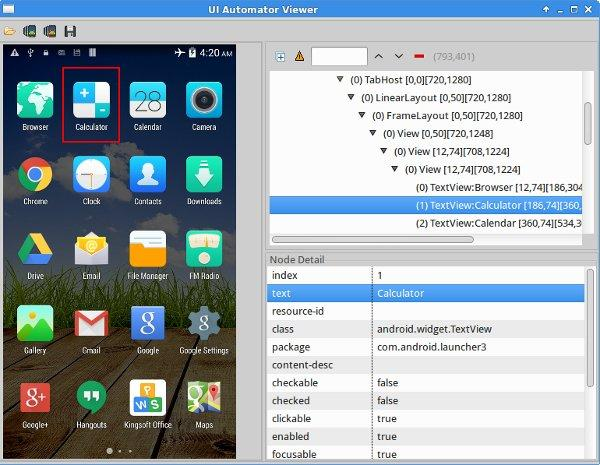 UI Automator Viewer
4:20 AM
Browser
Calculator
28
Calendar
Camera
Chrome
Clock
Contacts
Downloads
Drive
Email
File Manager
FM Radio
Gallery
Gmail
8
Google
Google Settings
g+
Google+
Hangouts
P
W S
Kingsoft Office
g
Maps
(793,401)
(0) TabHost [0,0][720,1280]
(0) LinearLayout [0,50][720,1280]
(0) FrameLayout [0,50][720,1280]
(0) View [0,50][720,1248]
(0) View [12,74][708,1224]
(0) View [12,74][708,1224]
(0) TextView:Browser [12,74][186,304
(1) TextView:Calculator [186,74][360,
(2) TextView:Calendar [360,74][534,3
Node Detail
index 1
text Calculator
resource-id
class android.widget.TextView
package com.android.launcher3
content-desc
checkable false
checked false
clickable true
enabled true
focusable true